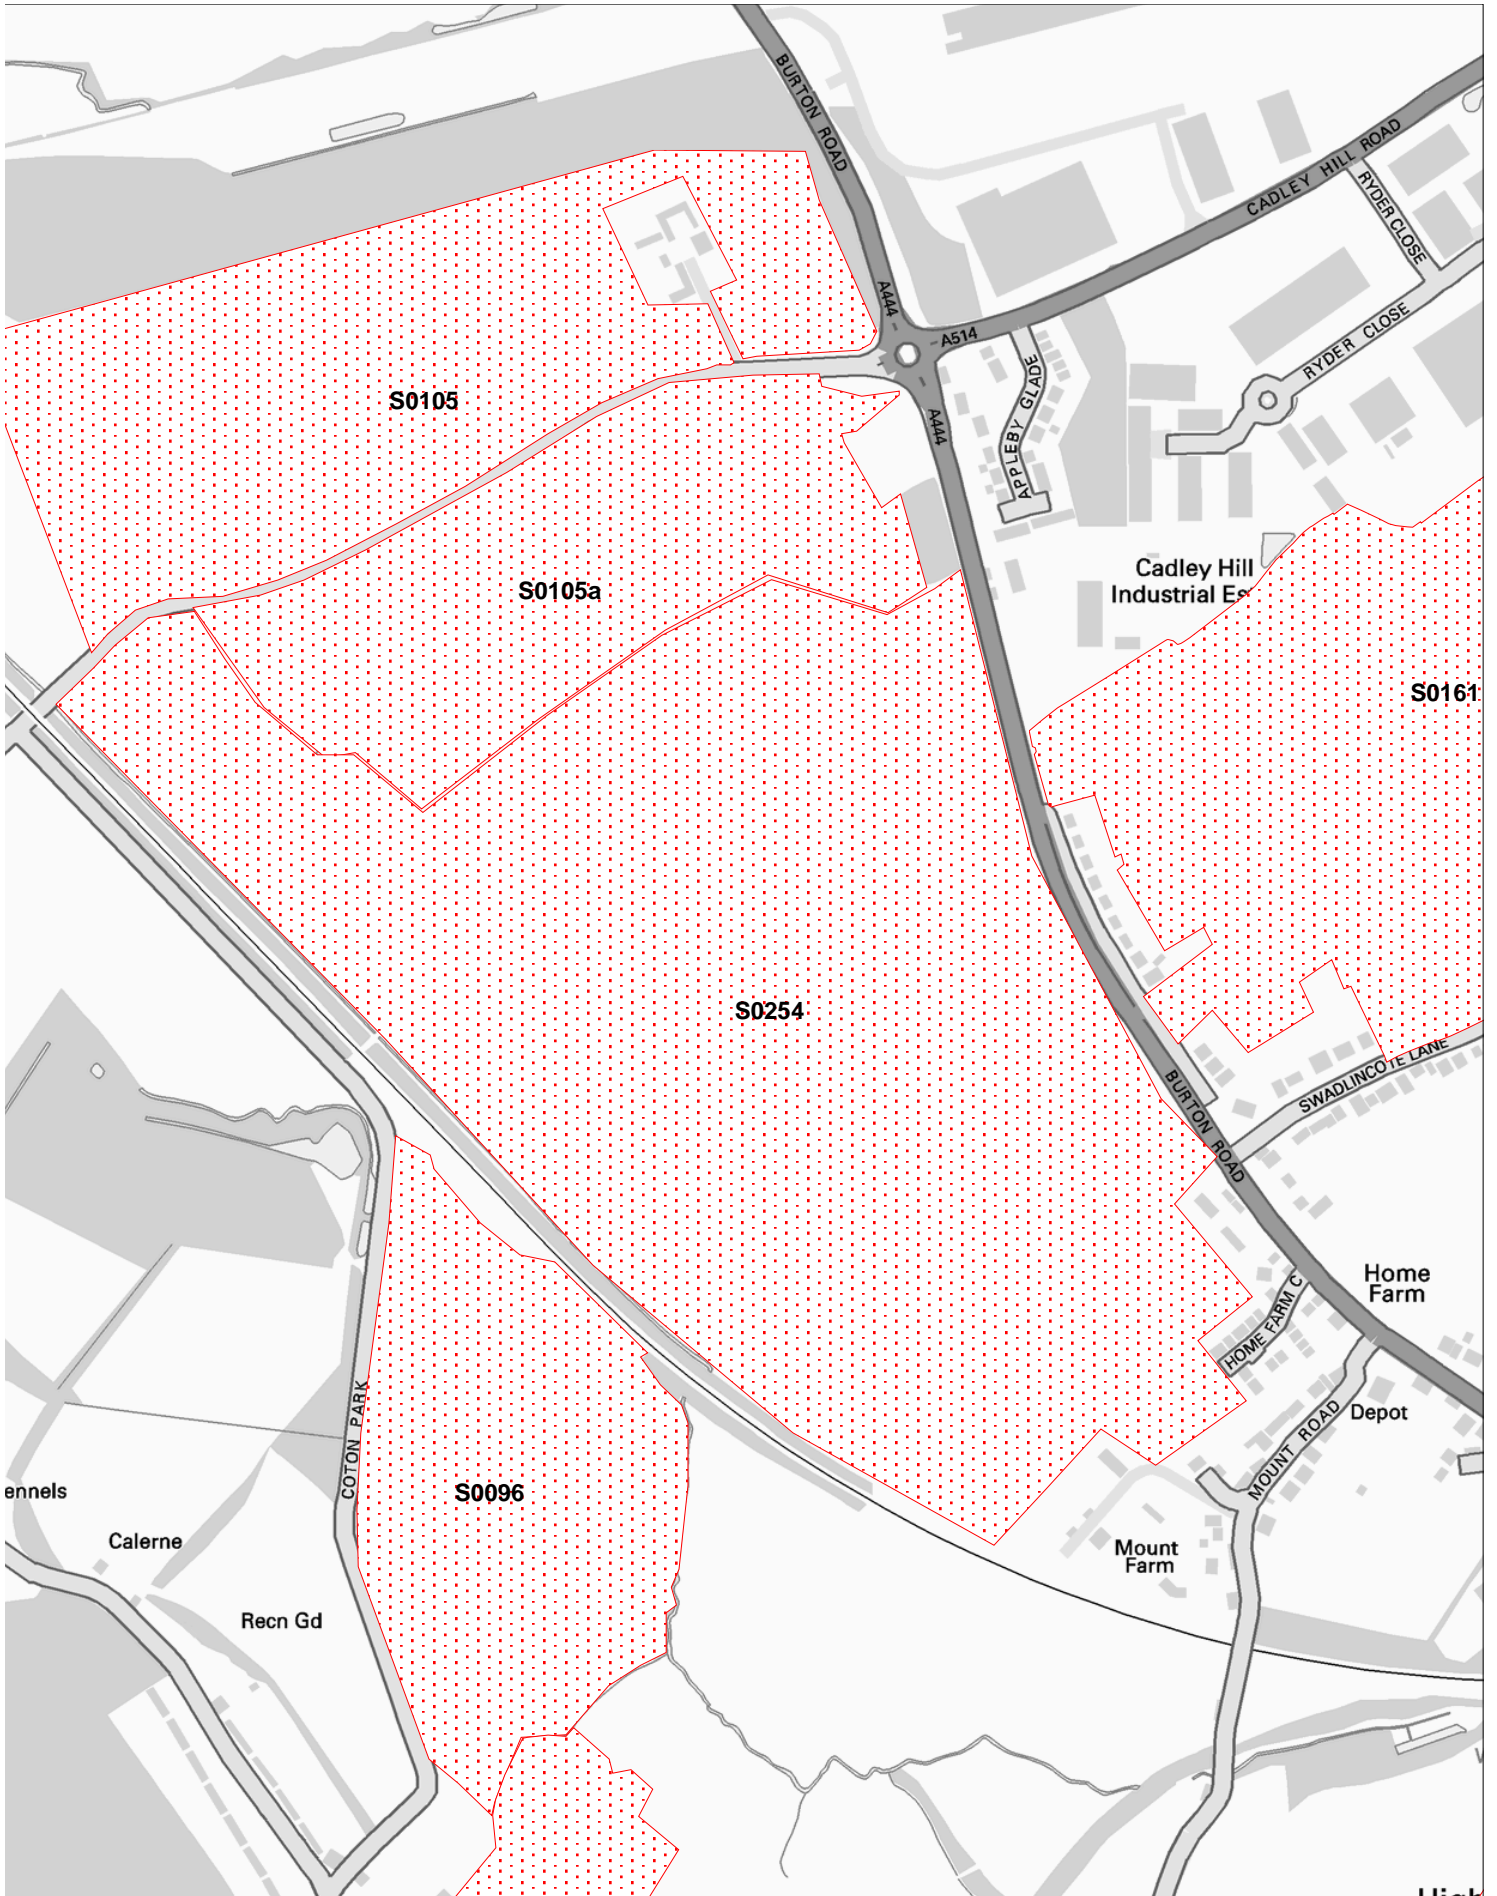 BURTON ROAD
CADLEY HILL ROAD
RYDER CLOSE
A444
A514
RYDER CLOSE
APPLEBY GLADE
S0105
A444
Cadley Hill
Industrial Es
S0105a
S0161
S0254
SWADLINCOTE LANE
BURTON ROAD
Home
Farm
HOME FARM C
COTON PARK
Depot
MOUNT ROAD
ennels
S0096
Calerne
Mount
Farm
Recn Gd